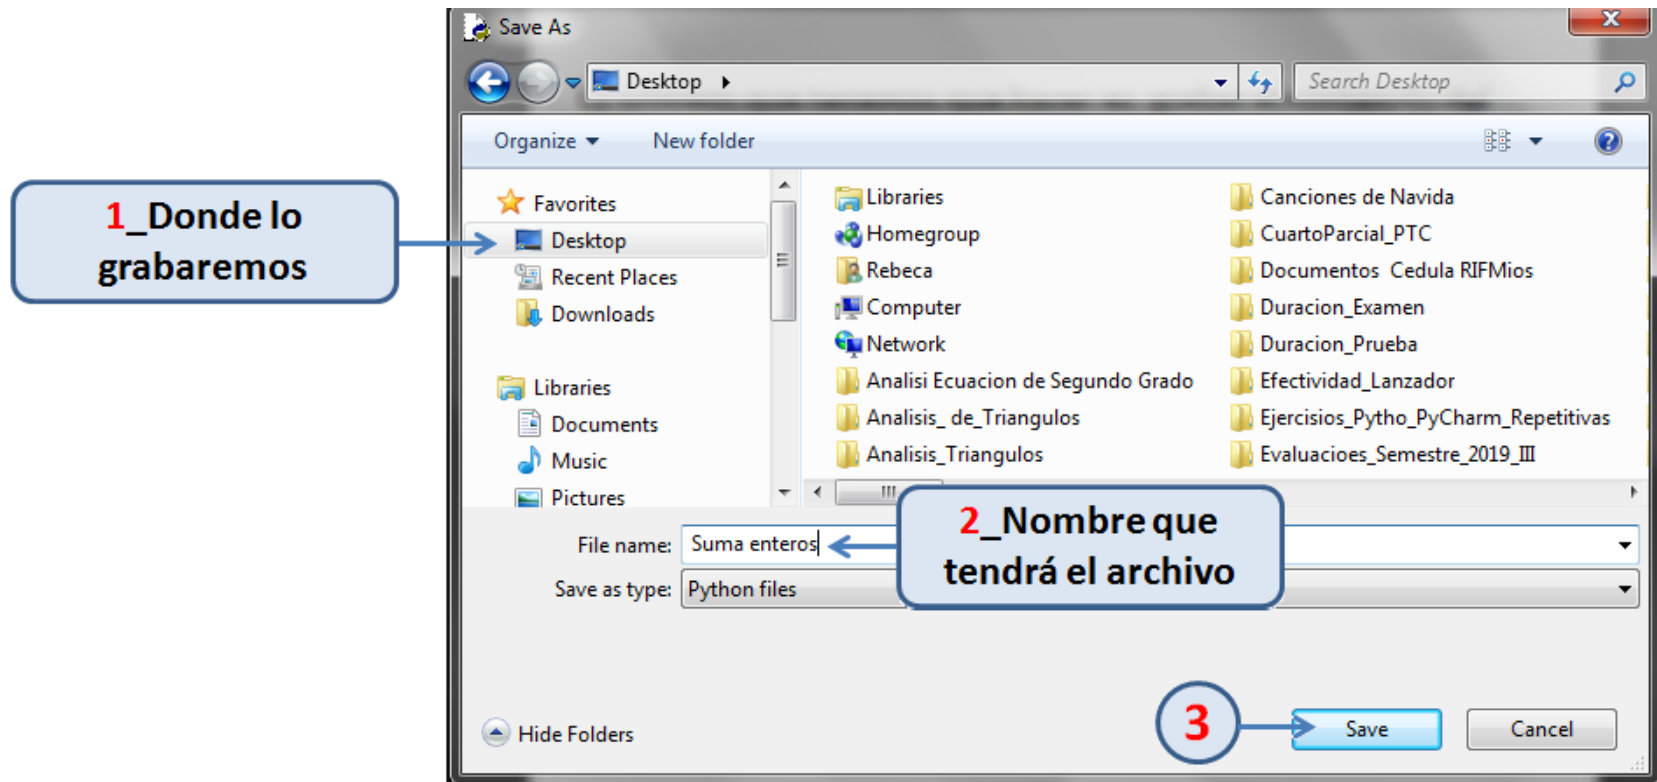 Save As
Desktop
Search Desktop
Organize
New folder
1_Donde lo
grabaremos
Favorites
Desktop
Recent Places
Downloads
Libraries
Documents
Music
Pictures
Libraries
Homegroup
Rebeca
Computer
Network
Analisi Ecuacion de Segundo Grado
Analisis_ de_Triangulos
Analisis_Triangulos
Canciones de Navida
CuartoParcial_PTC
Documentos Cedula RIFMios
Duracion_Examen
Duracion_Prueba
Efectividad_Lanzador
Ejercisios_Pytho_PyCharm_Repetitivas
Evaluacioes_Semestre_2019_III
File name: Suma enteros
2_Nombre que
tendrá el archivo
Save as type: Python files
Hide Folders
3
Save
Cancel